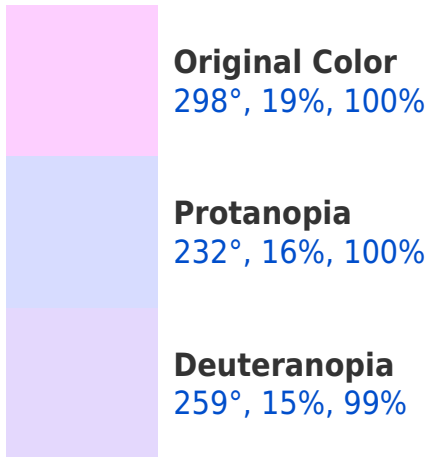 Original Color
298°, 19%, 100%
Protanopia
232°, 16%, 100%
Deuteranopia
259°, 15%, 99%